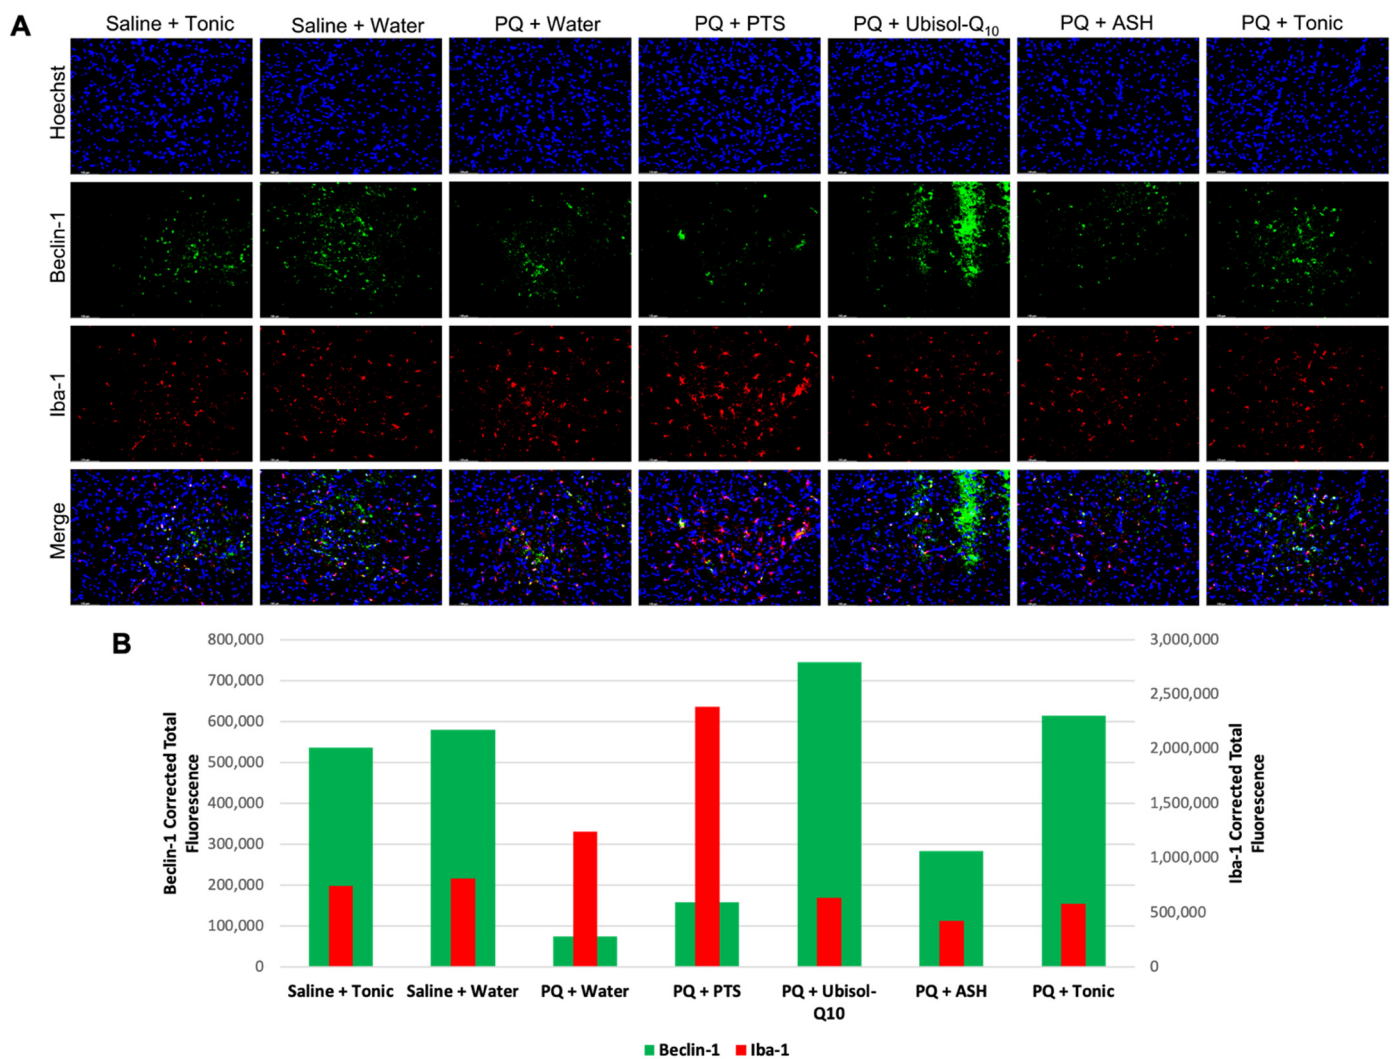 A
Saline + Tonic
Saline + Water
PQ + Water
PQ + PTS
PQ + Ubisol-Q10
PQ + ASH
PQ + Tonic
Hoechst
Beclin-1
Iba-1
Merge
B
Beclin-1 Corrected Total
Fluorescence
800,000
700,000
600,000
500,000
400,000
300,000
200,000
100,000
0
3,000,000
2,500,000
2,000,000
1,500,000
1,000,000
500,000
0
Iba-1 Corrected Total
Fluorescence
Saline + Tonic
Saline + Water
PQ + Water
PQ + PTS
PQ + Ubisol-
Q10
PQ + ASH
PQ + Tonic
Beclin-1
Iba-1